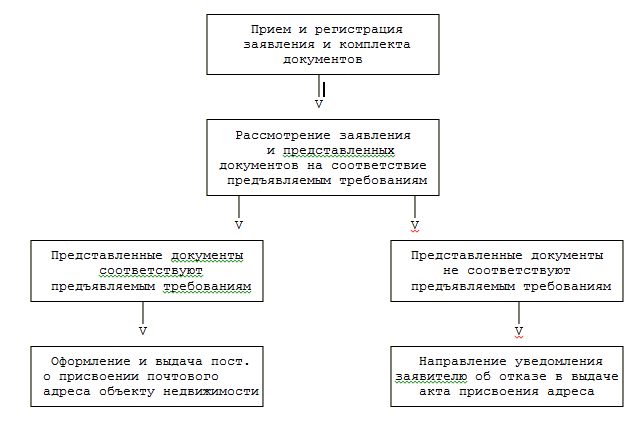 Прием и регистрация
заявления и комплекта
документов
V
Рассмотрение заявления
и представленных
документов на соответствие
предъявляемым требованиям
V
V
Представленные документы
соответствуют
предъявляемым требованиям
Представленные документы
не соответствуют
предъявляемым требованиям
V
V
Оформление и выдача пост.
о присвоении почтового
адреса объекту недвижимости
Направление уведомления
заявителю об отказе в выдаче
акта присвоения адреса